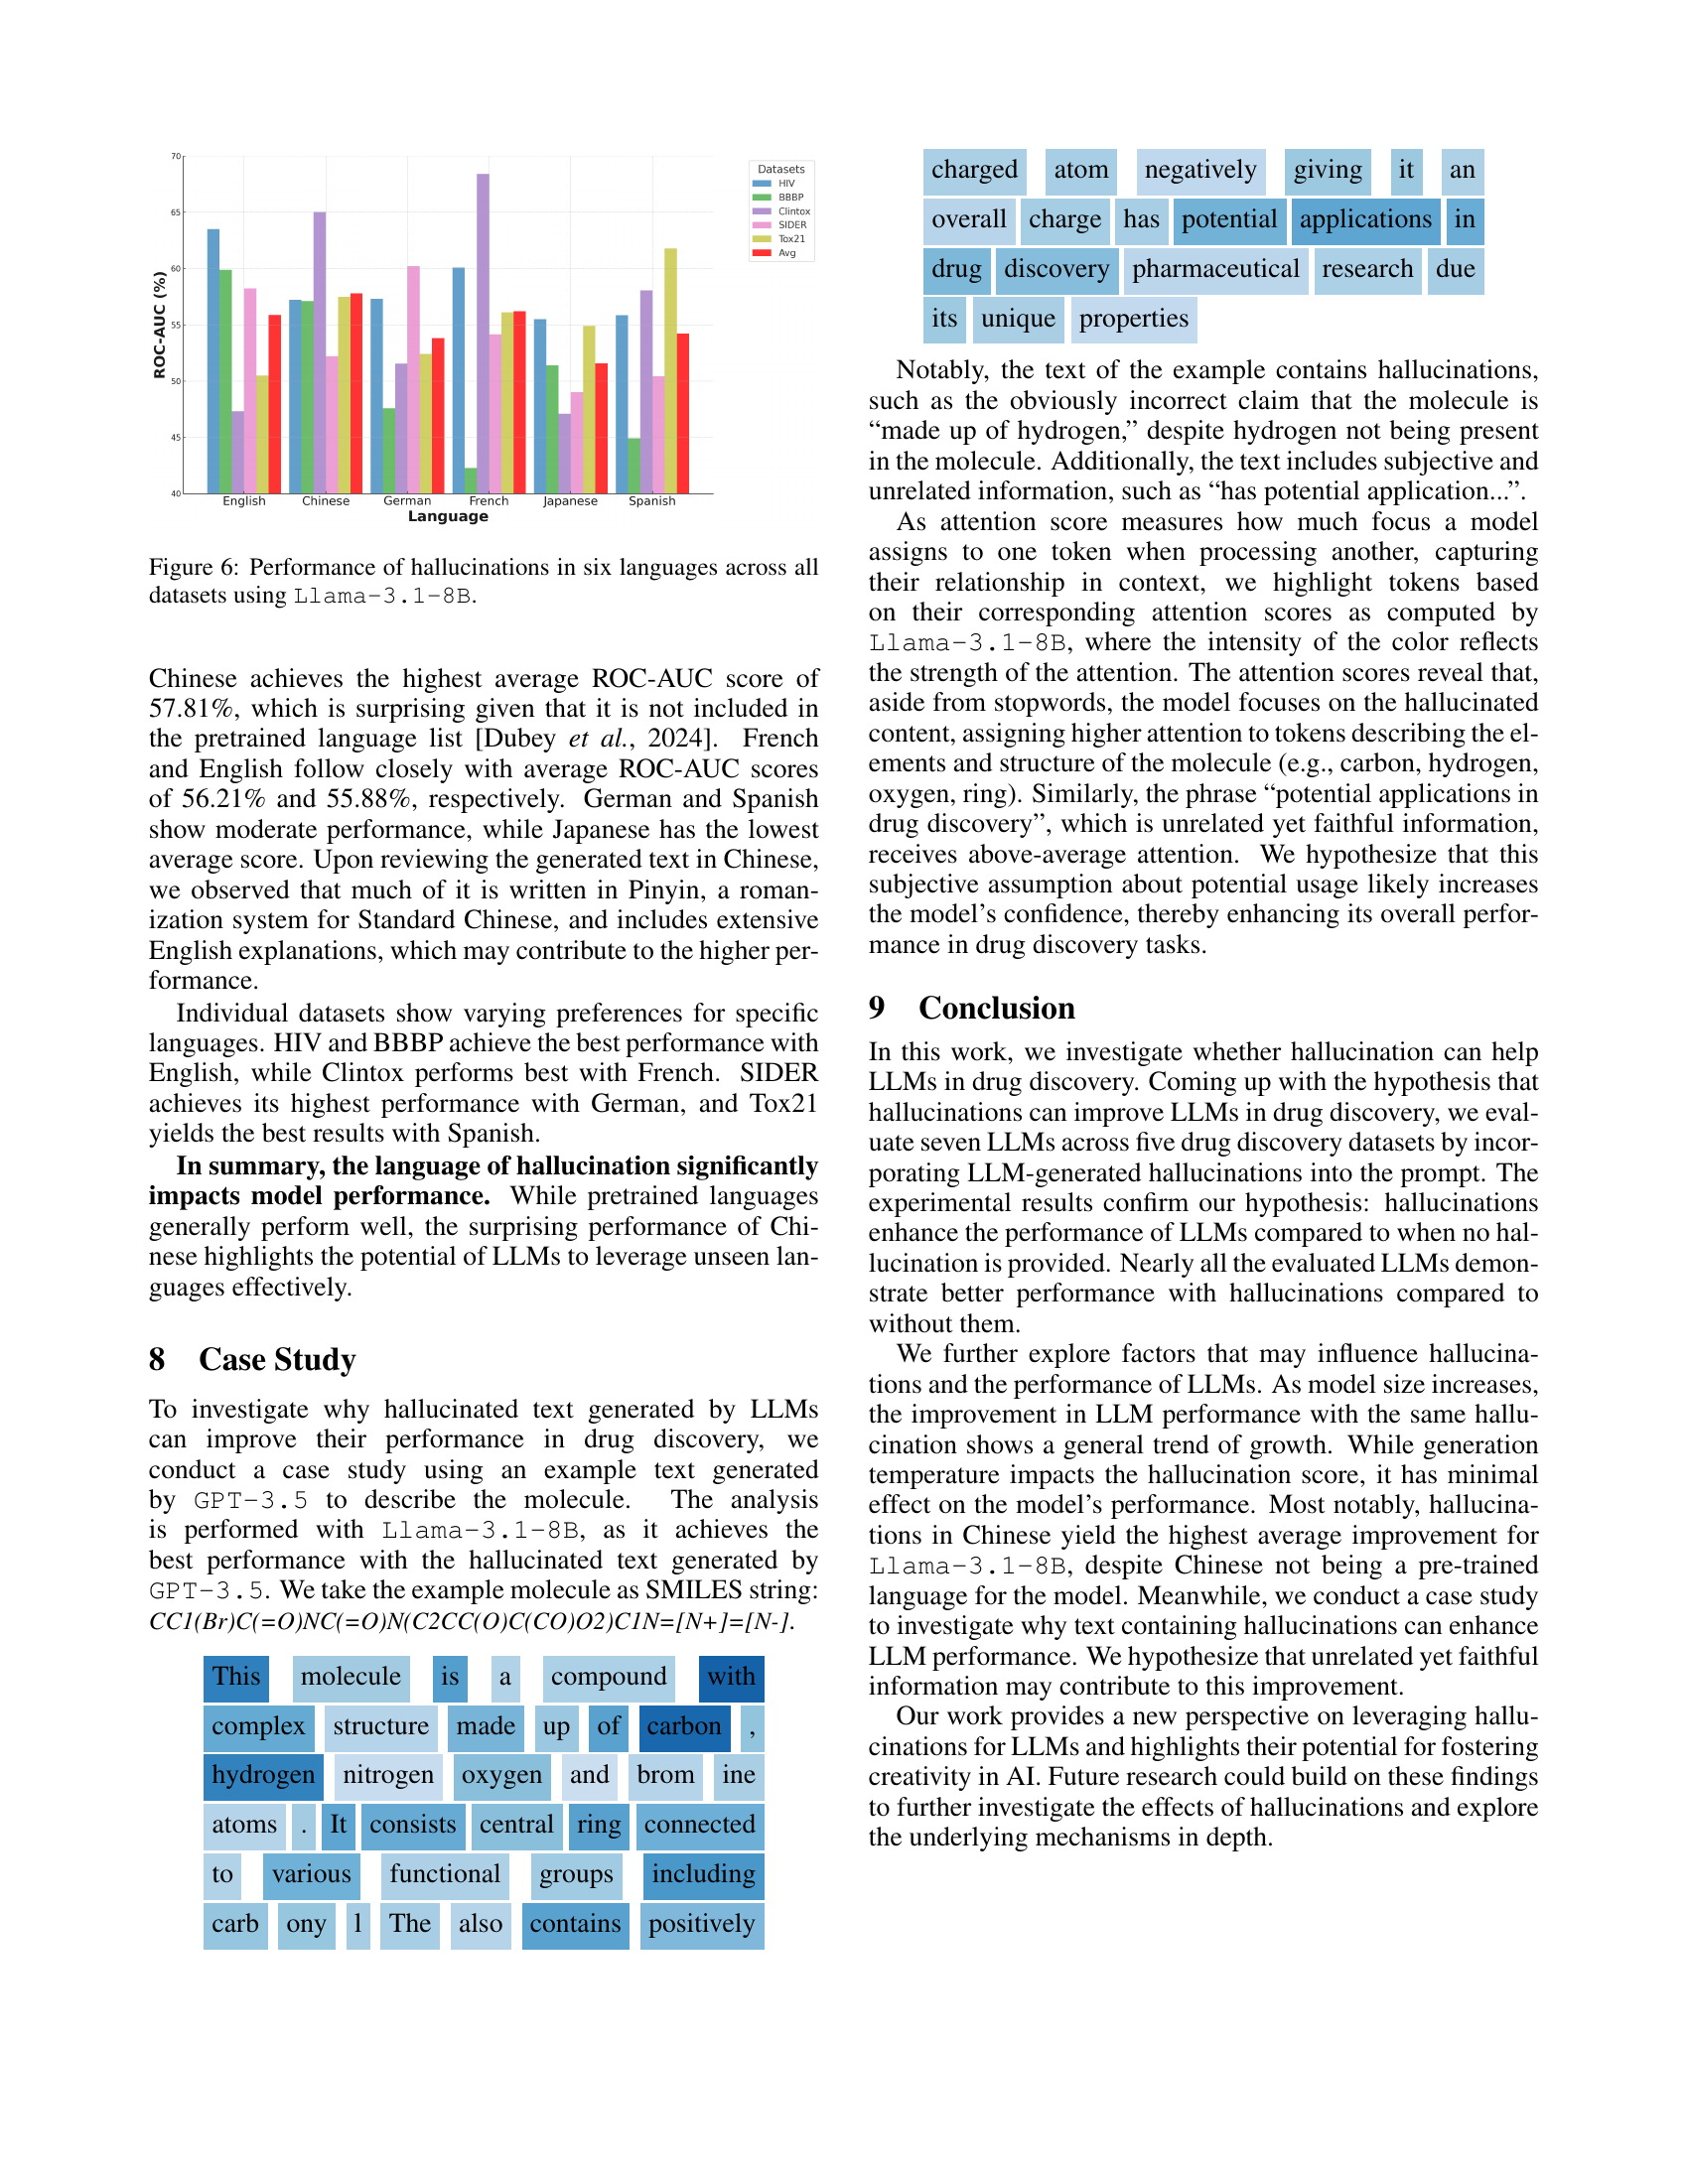 70
65
60
55
50
45
40
ROC-AUC (%)
English Chinese German French Japanese Spanish
Language
Datasets
HIV
BBBP
Clintox
SIDER
Tox21
Avg
Figure 6: Performance of hallucinations in six languages across all
datasets using Llama-3.1-8B.
Chinese achieves the highest average ROC-AUC score of
57.81%, which is surprising given that it is not included in
the pretrained language list [Dubey et al., 2024]. French
and English follow closely with average ROC-AUC scores
of 56.21% and 55.88%, respectively. German and Spanish
show moderate performance, while Japanese has the lowest
average score. Upon reviewing the generated text in Chinese,
we observed that much of it is written in Pinyin, a roman-
ization system for Standard Chinese, and includes extensive
English explanations, which may contribute to the higher per-
formance.
Individual datasets show varying preferences for specific
languages. HIV and BBBP achieve the best performance with
English, while Clintox performs best with French. SIDER
achieves its highest performance with German, and Tox21
yields the best results with Spanish.
In summary, the language of hallucination significantly
impacts model performance. While pretrained languages
generally perform well, the surprising performance of Chi-
nese highlights the potential of LLMs to leverage unseen lan-
guages effectively.
8 Case Study
To investigate why hallucinated text generated by LLMs
can improve their performance in drug discovery, we
conduct a case study using an example text generated
by GPT-3.5 to describe the molecule. The analysis
is performed with Llama-3.1-8B, as it achieves the
best performance with the hallucinated text generated by
GPT-3.5. We take the example molecule as SMILES string:
CC1(Br)C(=O)NC(=O)N(C2CC(O)C(CO)O2)C1N=[N+]=[N-].
This molecule is a compound with
complex structure made up of carbon ,
hydrogen nitrogen oxygen and brom ine
atoms . It consists central ring connected
to various functional groups including
carb ony l The also contains positively
charged atom negatively giving it an
overall charge has potential applications in
drug discovery pharmaceutical research due
its unique properties
Notably, the text of the example contains hallucinations,
such as the obviously incorrect claim that the molecule is
“made up of hydrogen,” despite hydrogen not being present
in the molecule. Additionally, the text includes subjective and
unrelated information, such as “has potential application...”.
As attention score measures how much focus a model
assigns to one token when processing another, capturing
their relationship in context, we highlight tokens based
on their corresponding attention scores as computed by
Llama-3.1-8B, where the intensity of the color reflects
the strength of the attention. The attention scores reveal that,
aside from stopwords, the model focuses on the hallucinated
content, assigning higher attention to tokens describing the el-
ements and structure of the molecule (e.g., carbon, hydrogen,
oxygen, ring). Similarly, the phrase “potential applications in
drug discovery”, which is unrelated yet faithful information,
receives above-average attention. We hypothesize that this
subjective assumption about potential usage likely increases
the model’s confidence, thereby enhancing its overall perfor-
mance in drug discovery tasks.
9 Conclusion
In this work, we investigate whether hallucination can help
LLMs in drug discovery. Coming up with the hypothesis that
hallucinations can improve LLMs in drug discovery, we eval-
uate seven LLMs across five drug discovery datasets by incor-
porating LLM-generated hallucinations into the prompt. The
experimental results confirm our hypothesis: hallucinations
enhance the performance of LLMs compared to when no hal-
lucination is provided. Nearly all the evaluated LLMs demon-
strate better performance with hallucinations compared to
without them.
We further explore factors that may influence hallucina-
tions and the performance of LLMs. As model size increases,
the improvement in LLM performance with the same hallu-
cination shows a general trend of growth. While generation
temperature impacts the hallucination score, it has minimal
effect on the model’s performance. Most notably, hallucina-
tions in Chinese yield the highest average improvement for
Llama-3.1-8B, despite Chinese not being a pre-trained
language for the model. Meanwhile, we conduct a case study
to investigate why text containing hallucinations can enhance
LLM performance. We hypothesize that unrelated yet faithful
information may contribute to this improvement.
Our work provides a new perspective on leveraging hallu-
cinations for LLMs and highlights their potential for fostering
creativity in AI. Future research could build on these findings
to further investigate the effects of hallucinations and explore
the underlying mechanisms in depth.